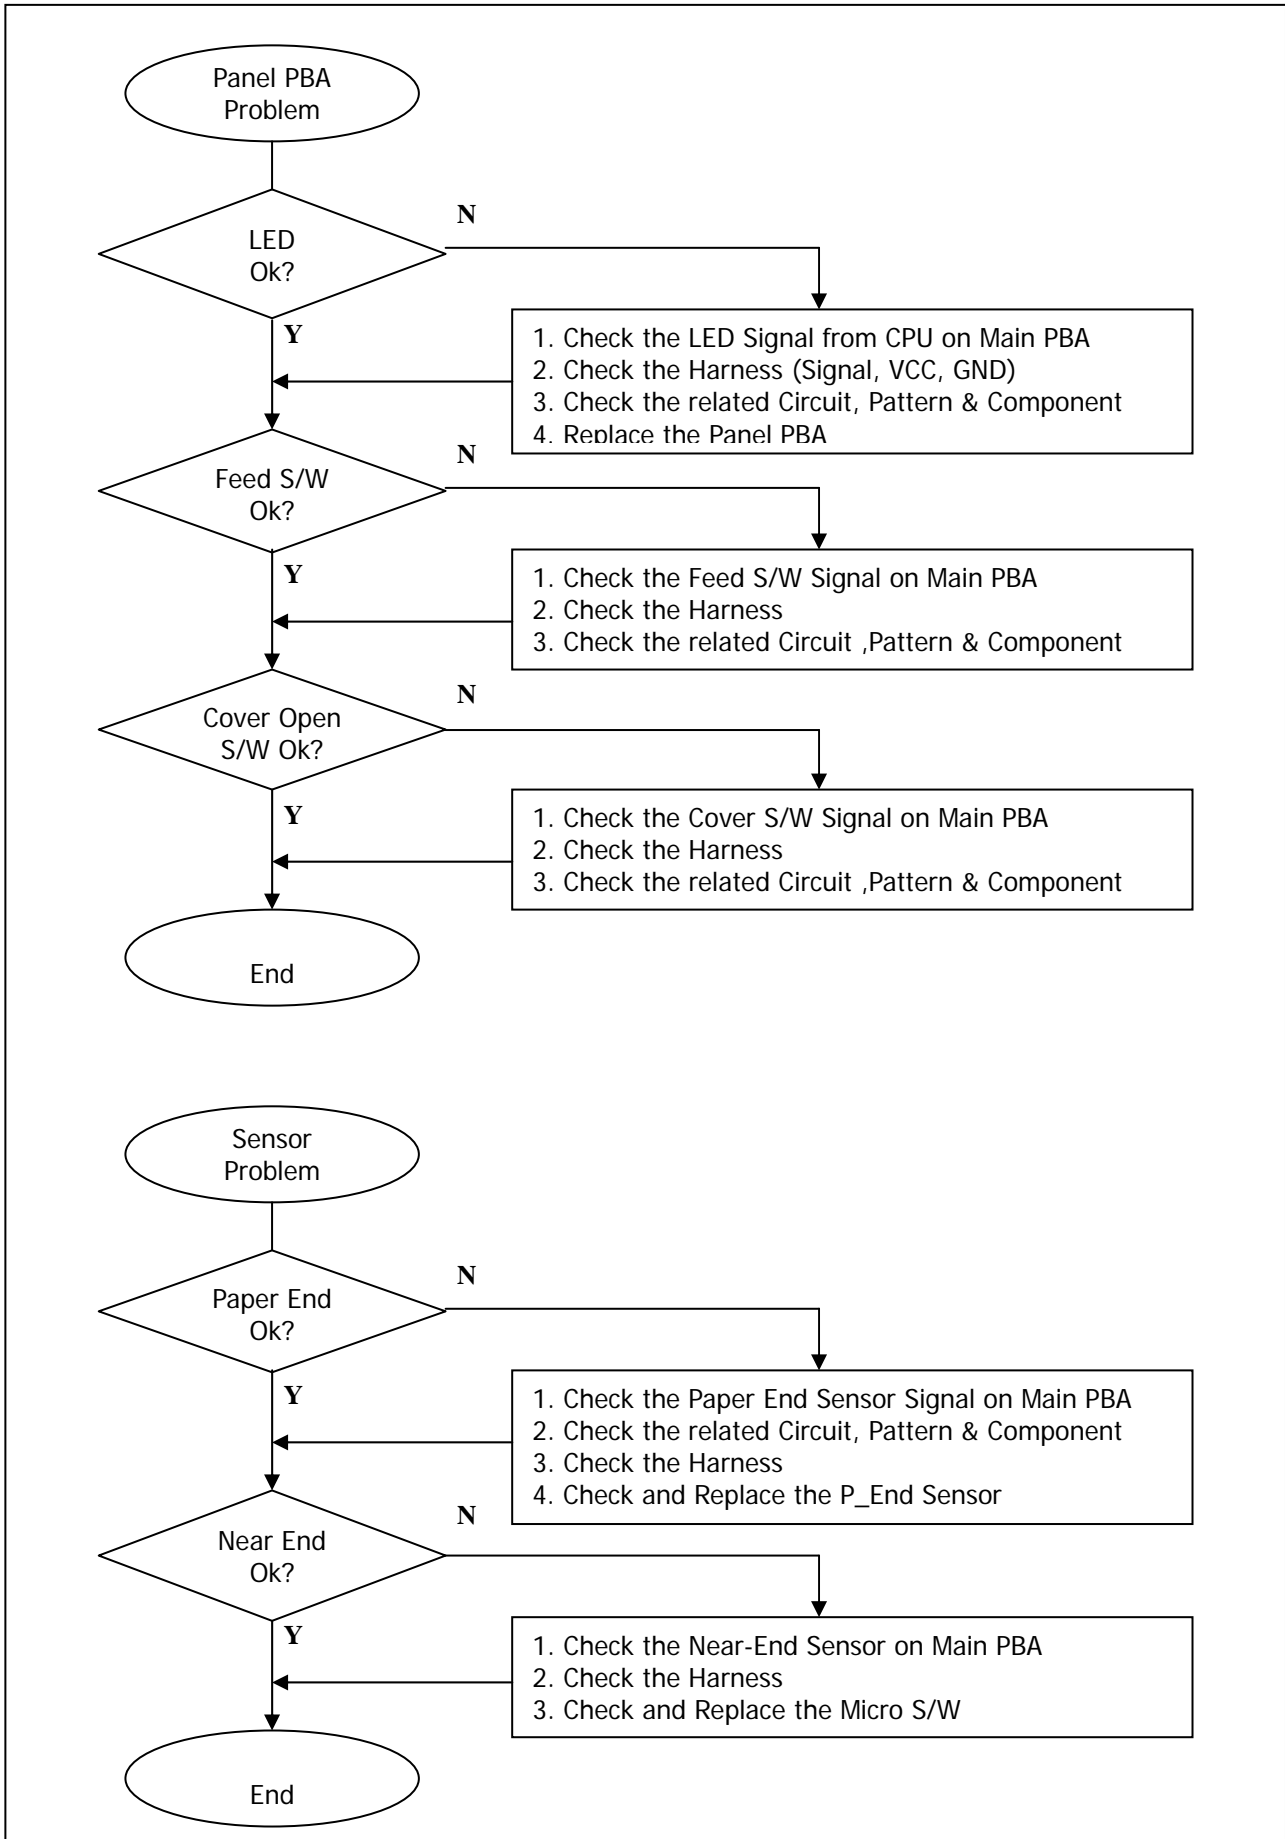 Panel PBA
Problem
LED
Ok?
N
Y
1. Check the LED Signal from CPU on Main PBA
2. Check the Harness (Signal, VCC, GND)
3. Check the related Circuit, Pattern & Component
4. Replace the Panel PBA
Feed S/W
Ok?
N
Y
1. Check the Feed S/W Signal on Main PBA
2. Check the Harness
3. Check the related Circuit ,Pattern & Component
Cover Open
S/W Ok?
N
Y
1. Check the Cover S/W Signal on Main PBA
2. Check the Harness
3. Check the related Circuit ,Pattern & Component
End
Sensor
Problem
Paper End
Ok?
N
Y
1. Check the Paper End Sensor Signal on Main PBA
2. Check the related Circuit, Pattern & Component
3. Check the Harness
4. Check and Replace the P_End Sensor
Near End
Ok?
N
Y
1. Check the Near-End Sensor on Main PBA
2. Check the Harness
3. Check and Replace the Micro S/W
End